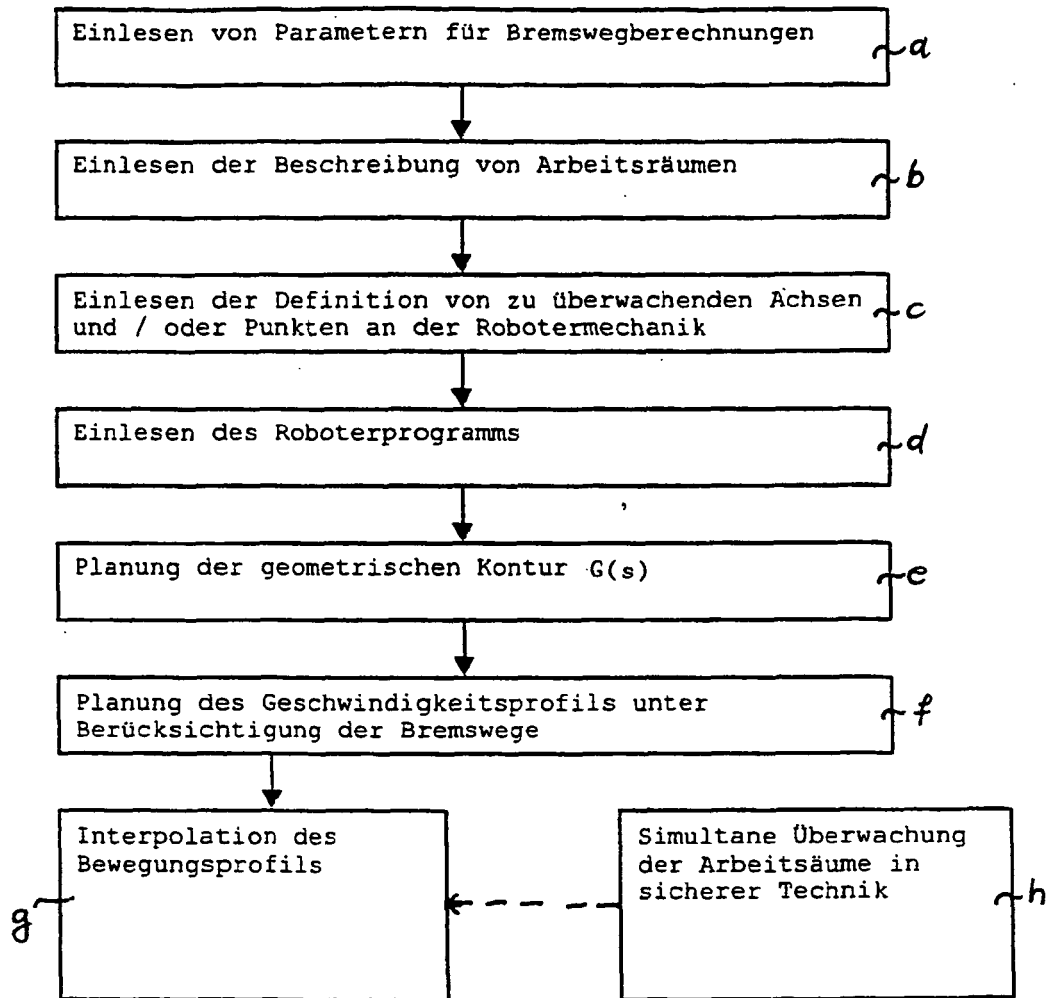 Einlesen von Parametern für Bremswegberechnungen
a
Einlesen der Beschreibung von Arbeitsräumen
b
Einlesen der Definition von zu überwachenden Achsen
und / oder Punkten an der Robotermechanik
c
Einlesen des Roboterprogramms
d
Planung der geometrischen Kontur G(s)
e
Planung des Geschwindigkeitsprofils unter
Berücksichtigung der Bremswege
f
Interpolation des
Bewegungsprofils
g
Simultane Überwachung
der Arbeitsäume in
sicherer Technik
h